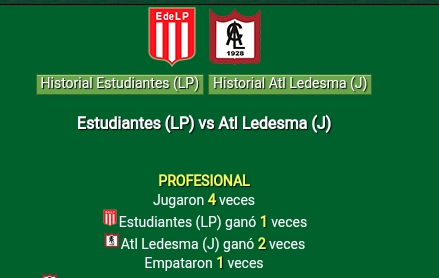 EdeLP
1928
Historial Estudiantes (LP) Historial Atl Ledesma (J)
Estudiantes (LP) vs Atl Ledesma (J)
PROFESIONAL
Jugaron 4 veces
Estudiantes (LP) ganó 1 veces
Atl Ledesma (J) ganó 2 veces
Empataron 1 veces